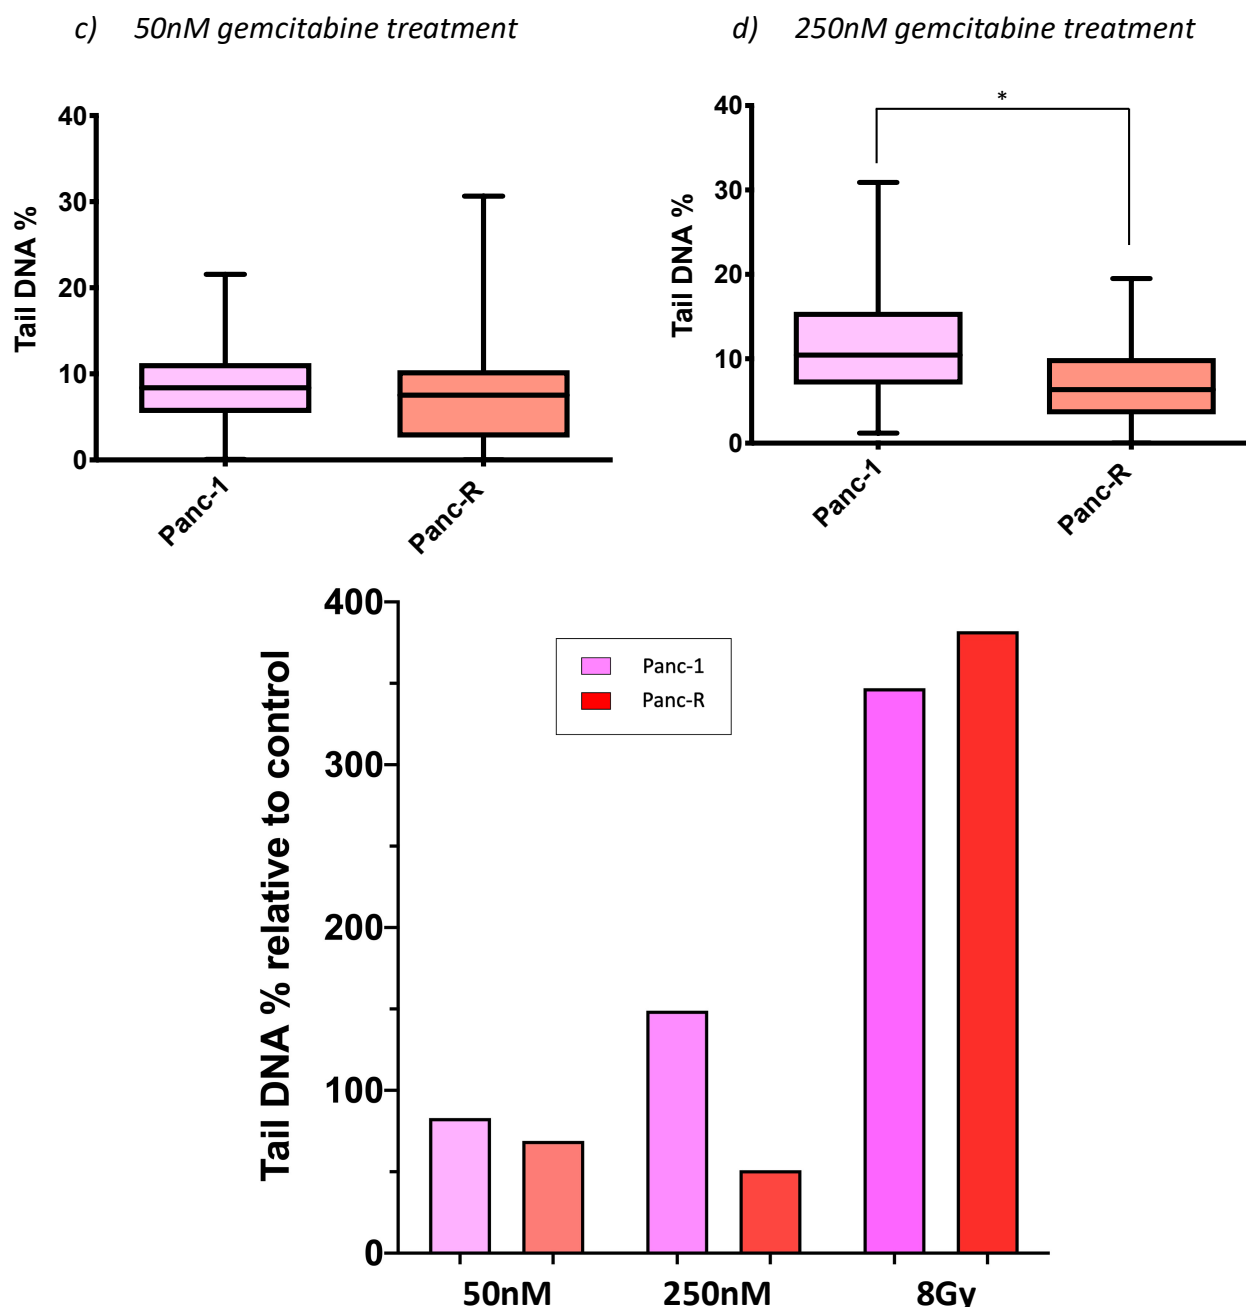 c) 50nM gemcitabine treatment
40
30
20
10
0
Tail DNA %
Panc-1
Panc-R
d) 250nM gemcitabine treatment
*
40
30
20
10
0
Tail DNA %
Panc-1
Panc-R
400
300
200
100
0
Tail DNA % relative to control
Panc-1
Panc-R
50nM 250nM 8Gy